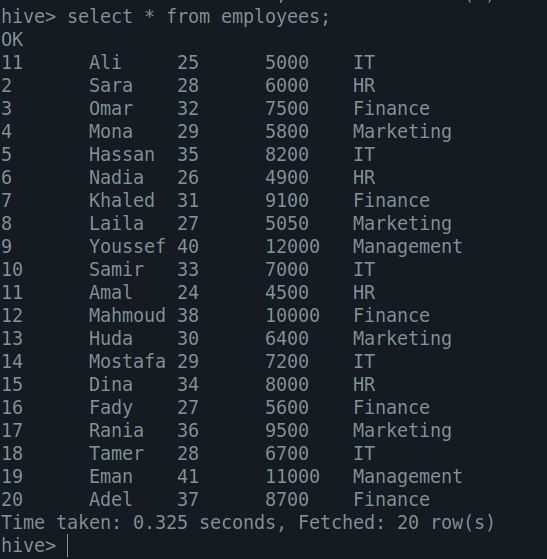 hive> select * from employees;
OK
11 Ali 25 5000 IT
2 Sara 28 6000 HR
3 Omar 32 7500 Finance
4 Mona 29 5800 Marketing
5 Hassan 35 8200 IT
6 Nadia 26 4900 HR
7 Khaled 31 9100 Finance
8 Laila 27 5050 Marketing
9 Youssef 40 12000 Management
10 Samir 33 7000 IT
11 Amal 24 4500 HR
12 Mahmoud 38 10000 Finance
13 Huda 30 6400 Marketing
14 Mostafa 29 7200 IT
15 Dina 34 8000 HR
16 Fady 27 5600 Finance
17 Rania 36 9500 Marketing
18 Tamer 28 6700 IT
19 Eman 41 11000 Management
20 Adel 37 8700 Finance
Time taken: 0.325 seconds, Fetched: 20 row(s)
hive>